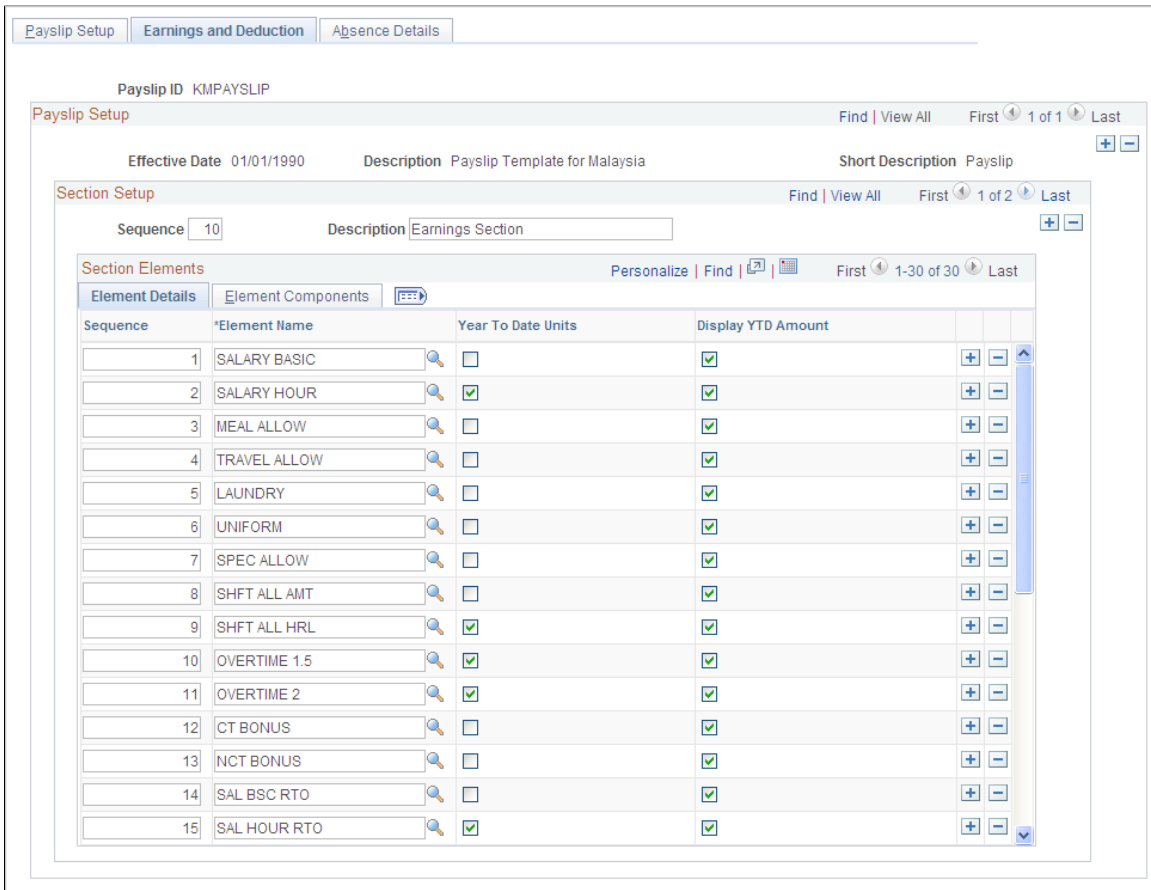 Payslip Setup Earnings and Deduction Absence Details
Payslip ID KMPAYSLIP
Payslip Setup Find | View All First 1 of 1 Last
Effective Date 01/01/1990 Description Payslip Template for Malaysia Short Description Payslip
Section Setup Find | View All First 1 of 2 Last
Sequence 10 Description Earnings Section
Section Elements Personalize | Find | | First 1-30 of 30 Last
Element Details Element Components
Sequence *Element Name Year To Date Units Display YTD Amount
1 SALARY BASIC
2 SALARY HOUR
3 MEAL ALLOW
4 TRAVEL ALLOW
5 LAUNDRY
6 UNIFORM
7 SPEC ALLOW
8 SHFT ALL AMT
9 SHFT ALL HRL
10 OVERTIME 1.5
11 OVERTIME 2
12 CT BONUS
13 NCT BONUS
14 SAL BSC RTO
15 SAL HOUR RTO